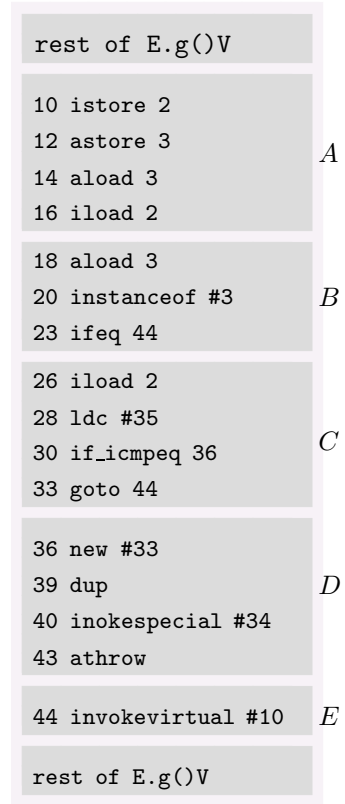 rest of E.g()V
10 istore 2
12 astore 3
14 aload 3
16 iload 2
A
18 aload 3
20 instanceof #3
23 ifeq 44
B
26 iload 2
28 ldc #35
30 if_icmpeq 36
33 goto 44
C
36 new #33
39 dup
40 inokespecial #34
43 athrow
D
44 invokevirtual #10
E
rest of E.g()V